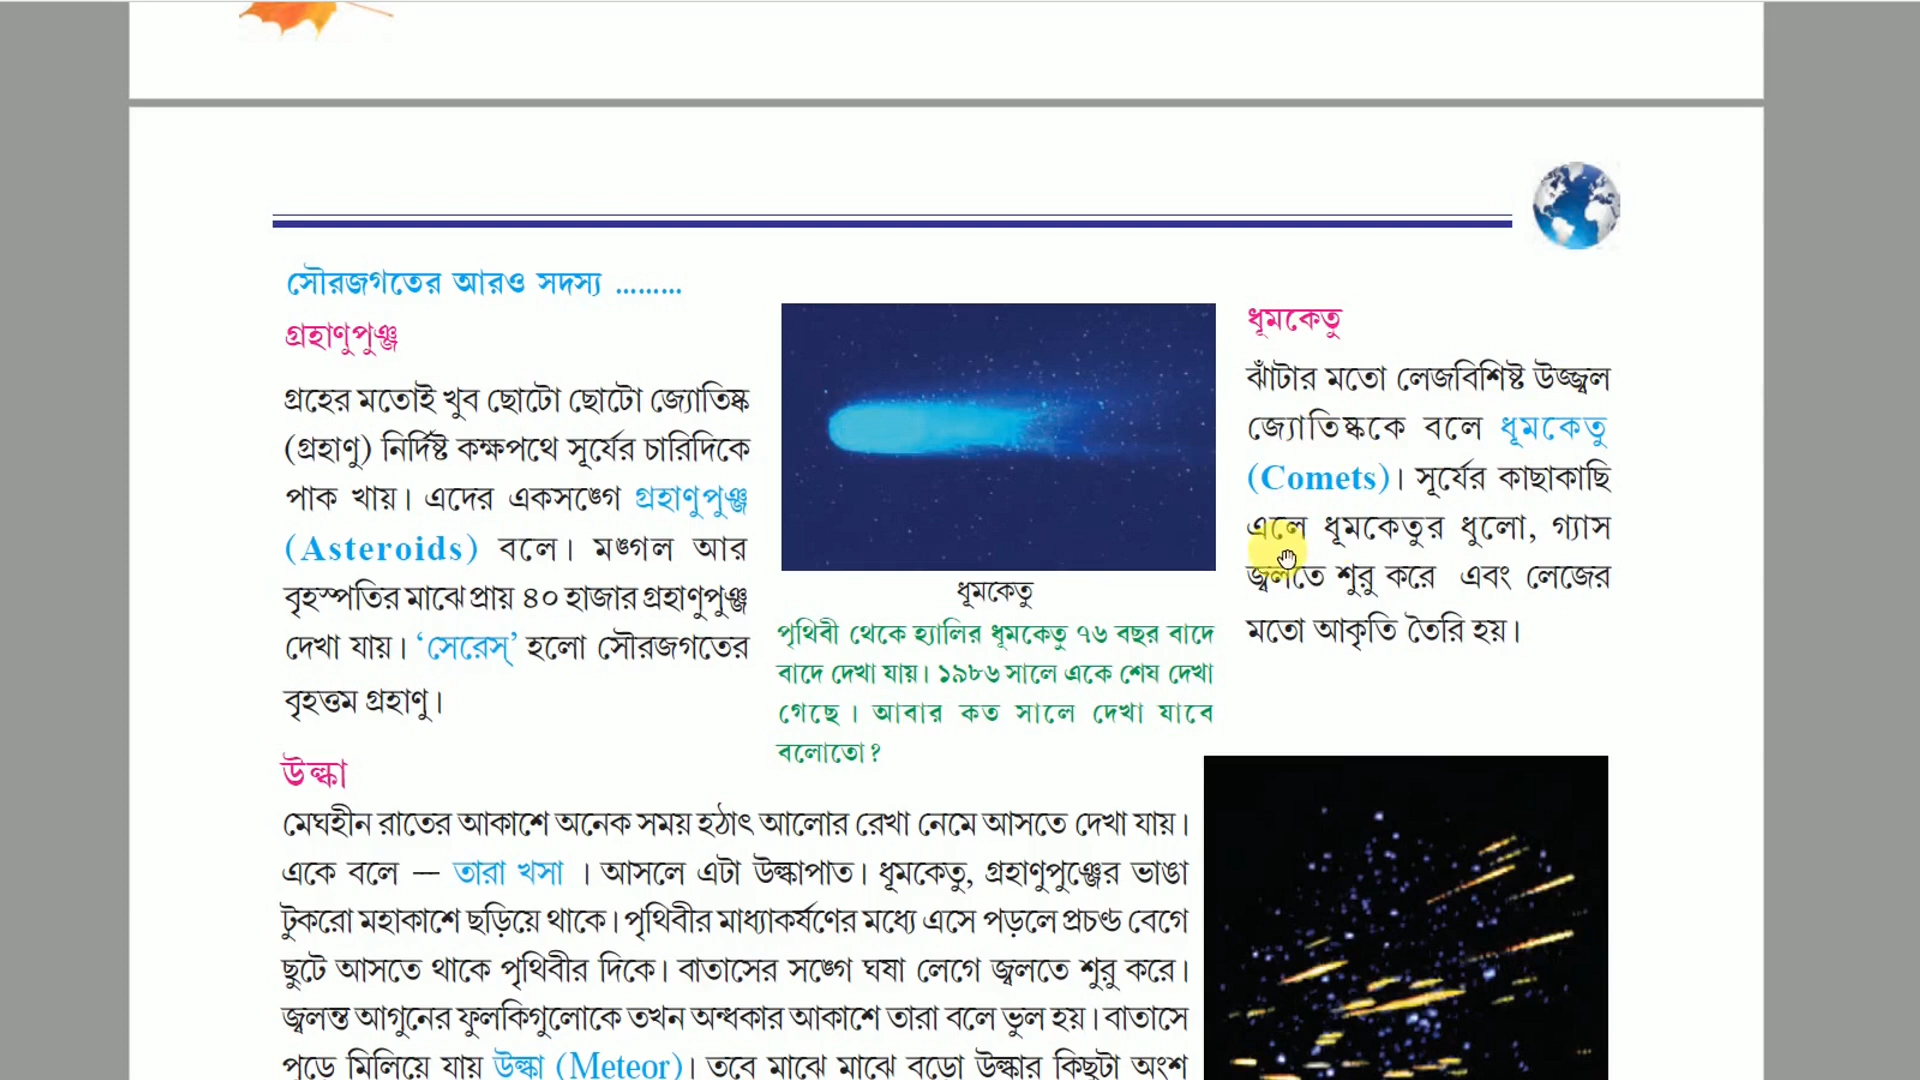 সৌরজগতের আরও সদস্য .........
গ্রহাণুপুঞ্জ
গ্রহের মতোই খুব ছোটো ছোটো জ্যোতিষ্ক
(গ্রহাণু) নির্দিষ্ট কক্ষপথে সূর্যের চারিদিকে
পাক খায়। এদের একসঙ্গে গ্রহাণুপুঞ্জ
(Asteroids) বলে। মঙ্গল আর
বৃহস্পতির মাঝে প্রায় ৪০ হাজার গ্রহাণুপুঞ্জ
দেখা যায়। ‘সেরেস্’ হলো সৌরজগতের
বৃহত্তম গ্রহাণু।
ধূমকেতু
পৃথিবী থেকে হ্যালির ধূমকেতু ৭৬ বছর বাদে
বাদে দেখা যায়। ১৯৮৬ সালে একে শেষ দেখা
গেছে। আবার কত সালে দেখা যাবে
বলোতো?
ধূমকেতু
ঝাঁটার মতো লেজবিশিষ্ট উজ্জ্বল
জ্যোতিষ্ককে বলে ধূমকেতু
(Comets)। সূর্যের কাছাকাছি
এলে ধূমকেতুর ধুলো, গ্যাস
জ্বলতে শুরু করে এবং লেজের
মতো আকৃতি তৈরি হয়।
উল্কা
মেঘহীন রাতের আকাশে অনেক সময় হঠাৎ আলোর রেখা নেমে আসতে দেখা যায়।
একে বলে — তারা খসা । আসলে এটা উল্কাপাত। ধূমকেতু, গ্রহাণুপুঞ্জের ভাঙা
টুকরো মহাকাশে ছড়িয়ে থাকে। পৃথিবীর মাধ্যাকর্ষণের মধ্যে এসে পড়লে প্রচণ্ড বেগে
ছুটে আসতে থাকে পৃথিবীর দিকে। বাতাসের সঙ্গে ঘষা লেগে জ্বলতে শুরু করে।
জ্বলন্ত আগুনের ফুলকিগুলোকে তখন অন্ধকার আকাশে তারা বলে ভুল হয়। বাতাসে
পুড়ে মিলিয়ে যায় উল্কা (Meteor)। তবে মাঝে মাঝে বড়ো উল্কার কিছুটা অংশ